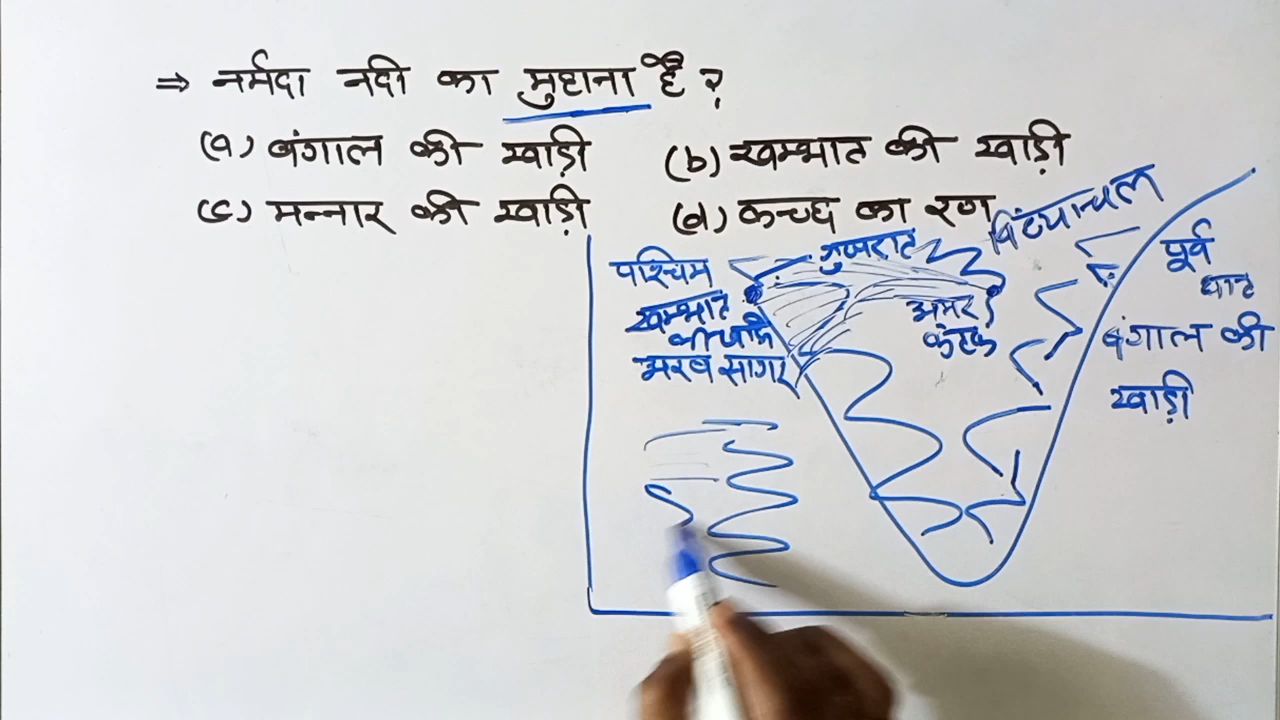 ⇒ नर्मदा नदी का मुहाना है ?
(a) बंगाल की खाड़ी (b) खम्भात की खाड़ी
(c) मन्नार की खाड़ी (d) कच्छ का रण
विंध्याचल
गुजरात
पश्चिम
खम्भात
की खाड़ी
अरब सागर
अमर
कंटक
पूर्व
घाट
बंगाल की
खाड़ी